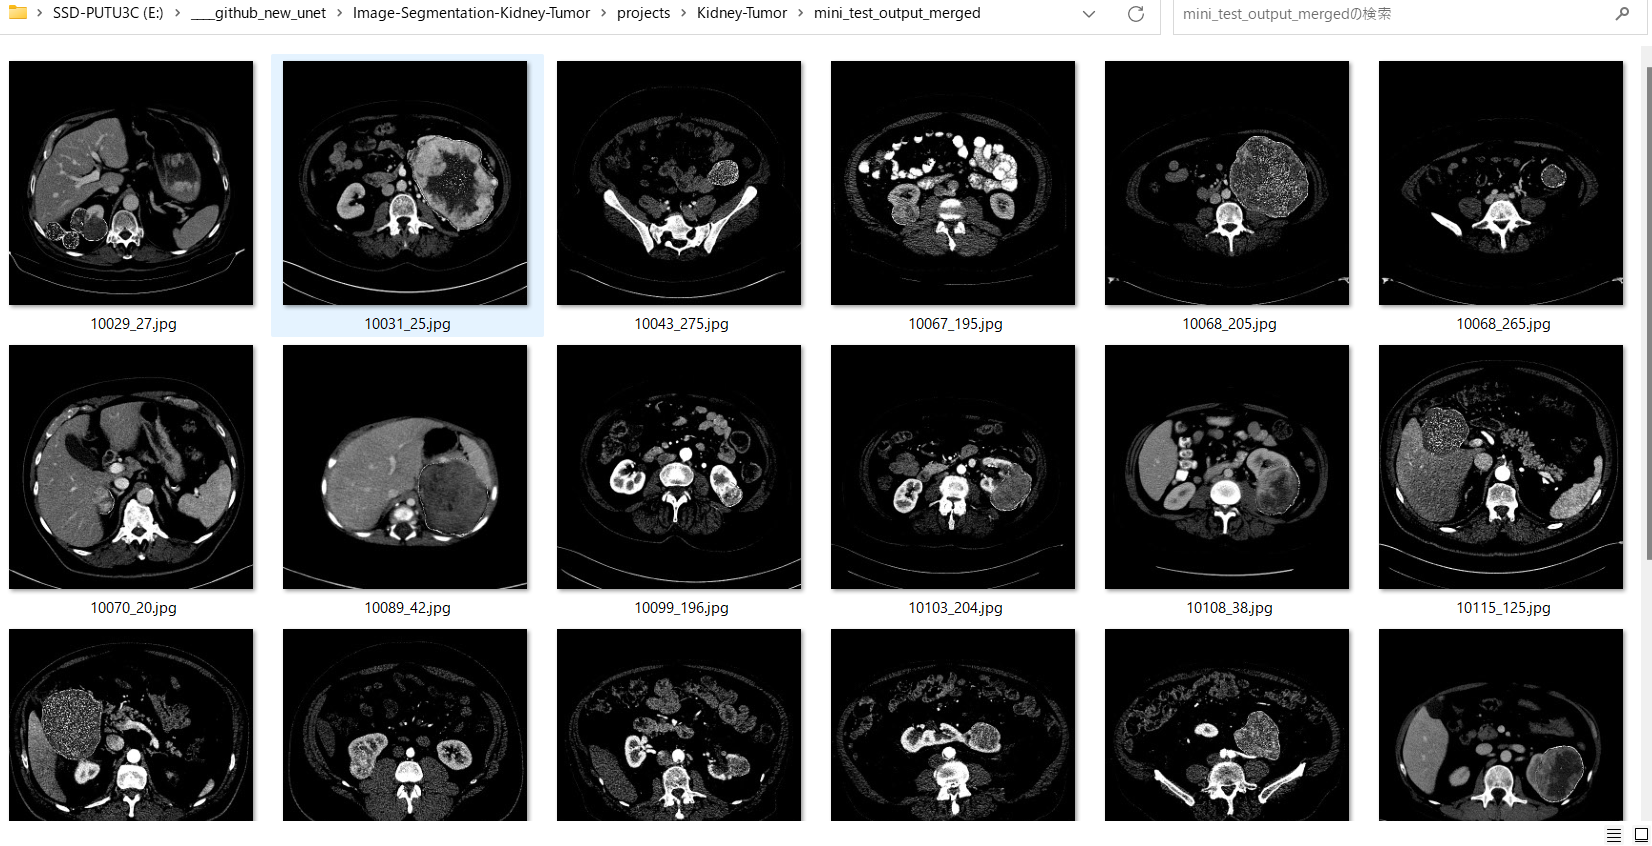 SSD-PUTU3C (E:) > ____github_new_unet > Image-Segmentation-Kidney-Tumor > projects > Kidney-Tumor > mini_test_output_merged
mini_test_output_mergedの検索
10029_27.jpg
10031_25.jpg
10043_275.jpg
10067_195.jpg
10068_205.jpg
10068_265.jpg
10070_20.jpg
10089_42.jpg
10099_196.jpg
10103_204.jpg
10108_38.jpg
10115_125.jpg